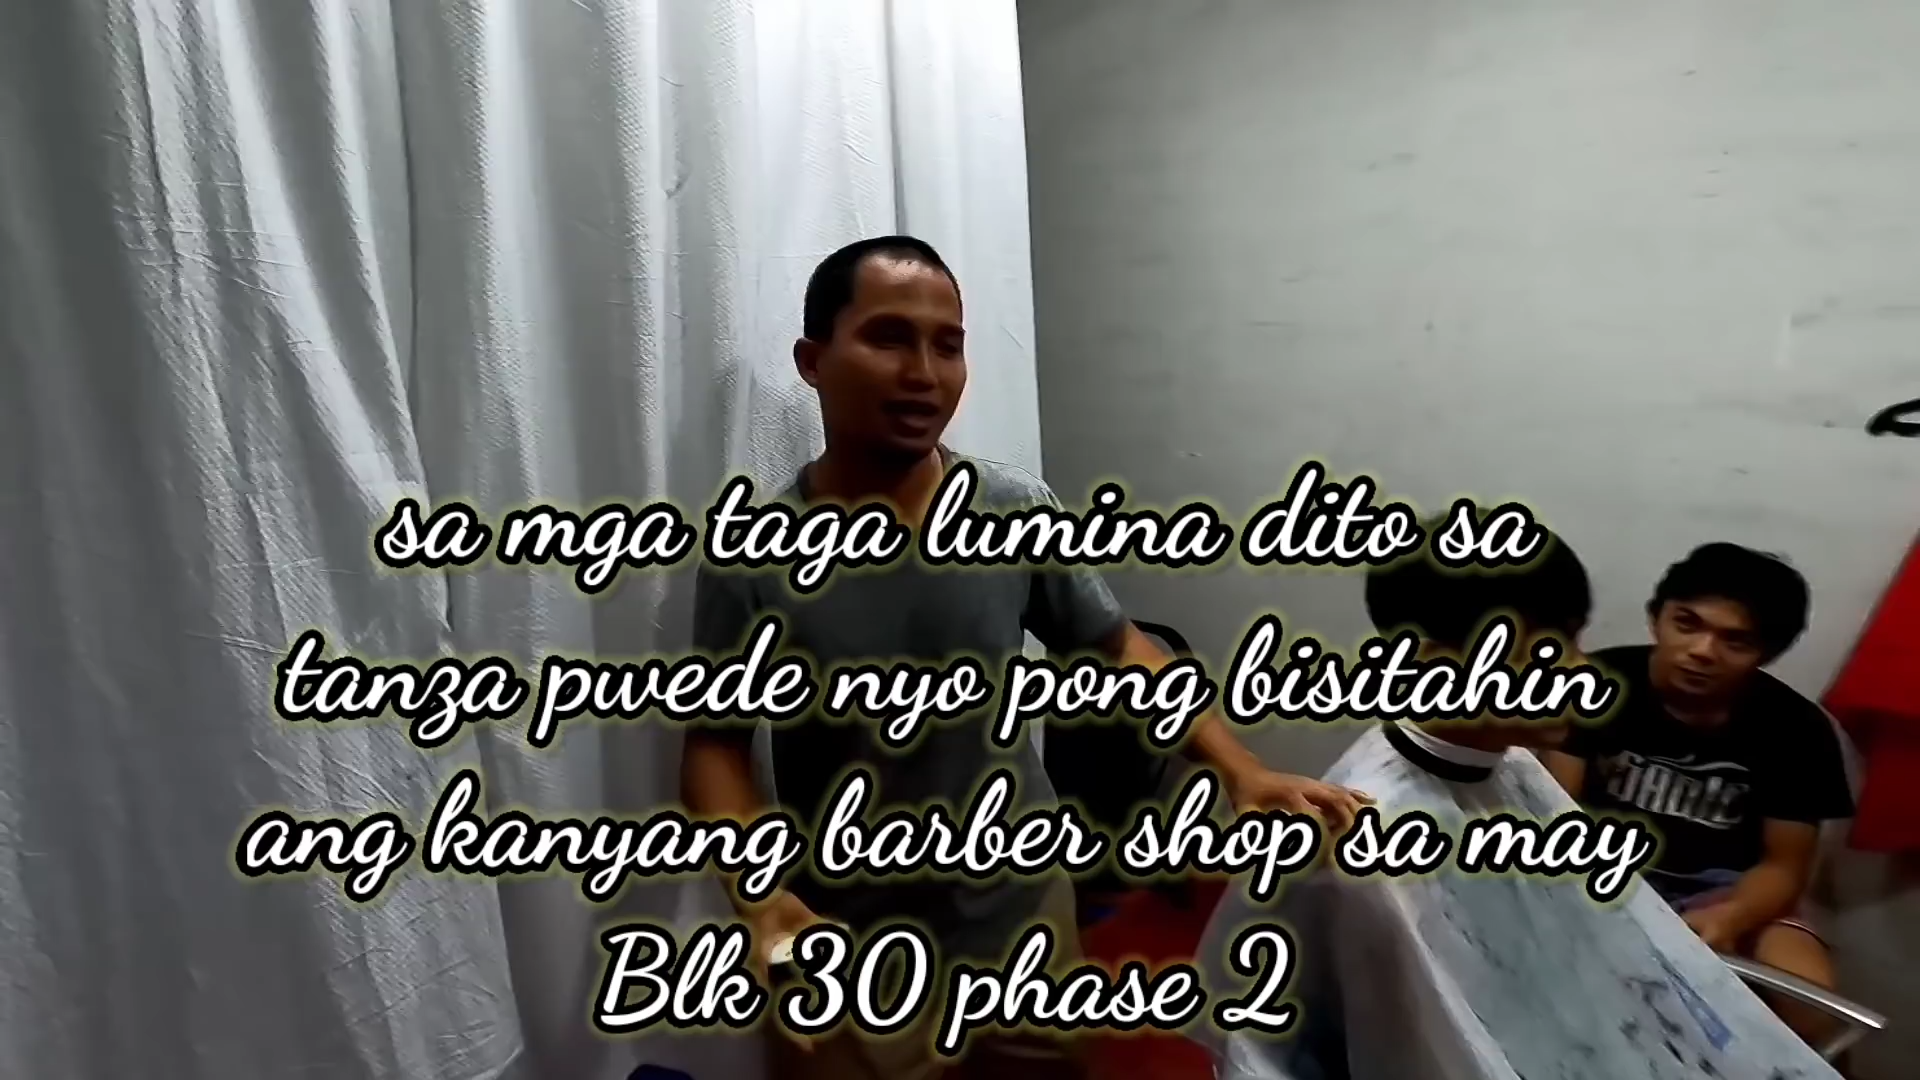 sa mga taga lumina dito sa
tanza pwede nyo pong bisitahin
ang kanyang barber shop sa may
Blk 30 phase 2